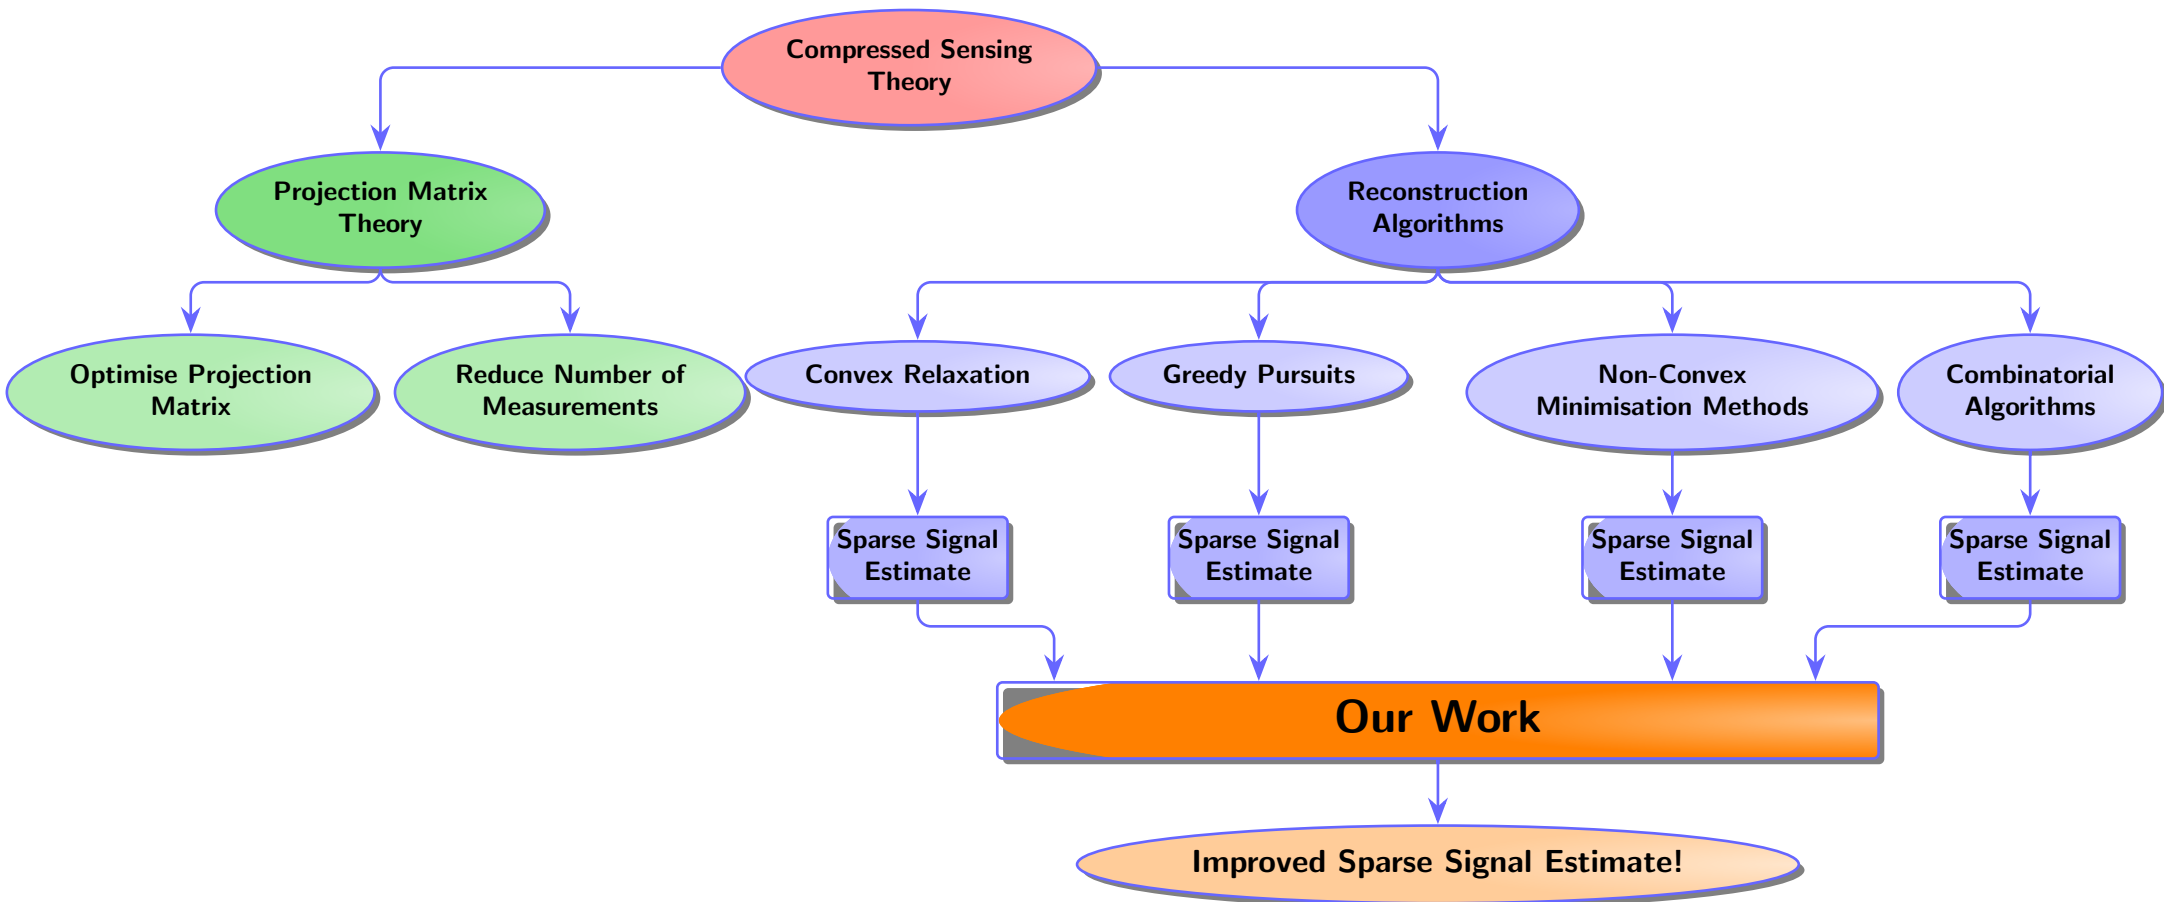 Compressed Sensing
Theory
Projection Matrix
Theory
Reconstruction
Algorithms
Optimise Projection
Matrix
Reduce Number of
Measurements
Convex Relaxation
Greedy Pursuits
Non-Convex
Minimisation Methods
Combinatorial
Algorithms
Sparse Signal
Estimate
Sparse Signal
Estimate
Sparse Signal
Estimate
Sparse Signal
Estimate
Our Work
Improved Sparse Signal Estimate!